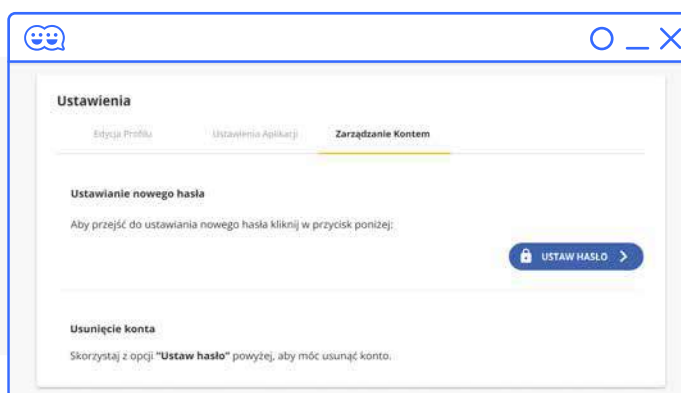 Ustawienia
Edycja Profilu Ustawienia Aplikacji Zarządzanie Kontem
Ustawianie nowego hasła
Aby przejść do ustawiania nowego hasła kliknij w przycisk poniżej:
USTAW HASŁO
Usunięcie konta
Skorzystaj z opcji "Ustaw hasło" powyżej, aby móc usunąć konto.